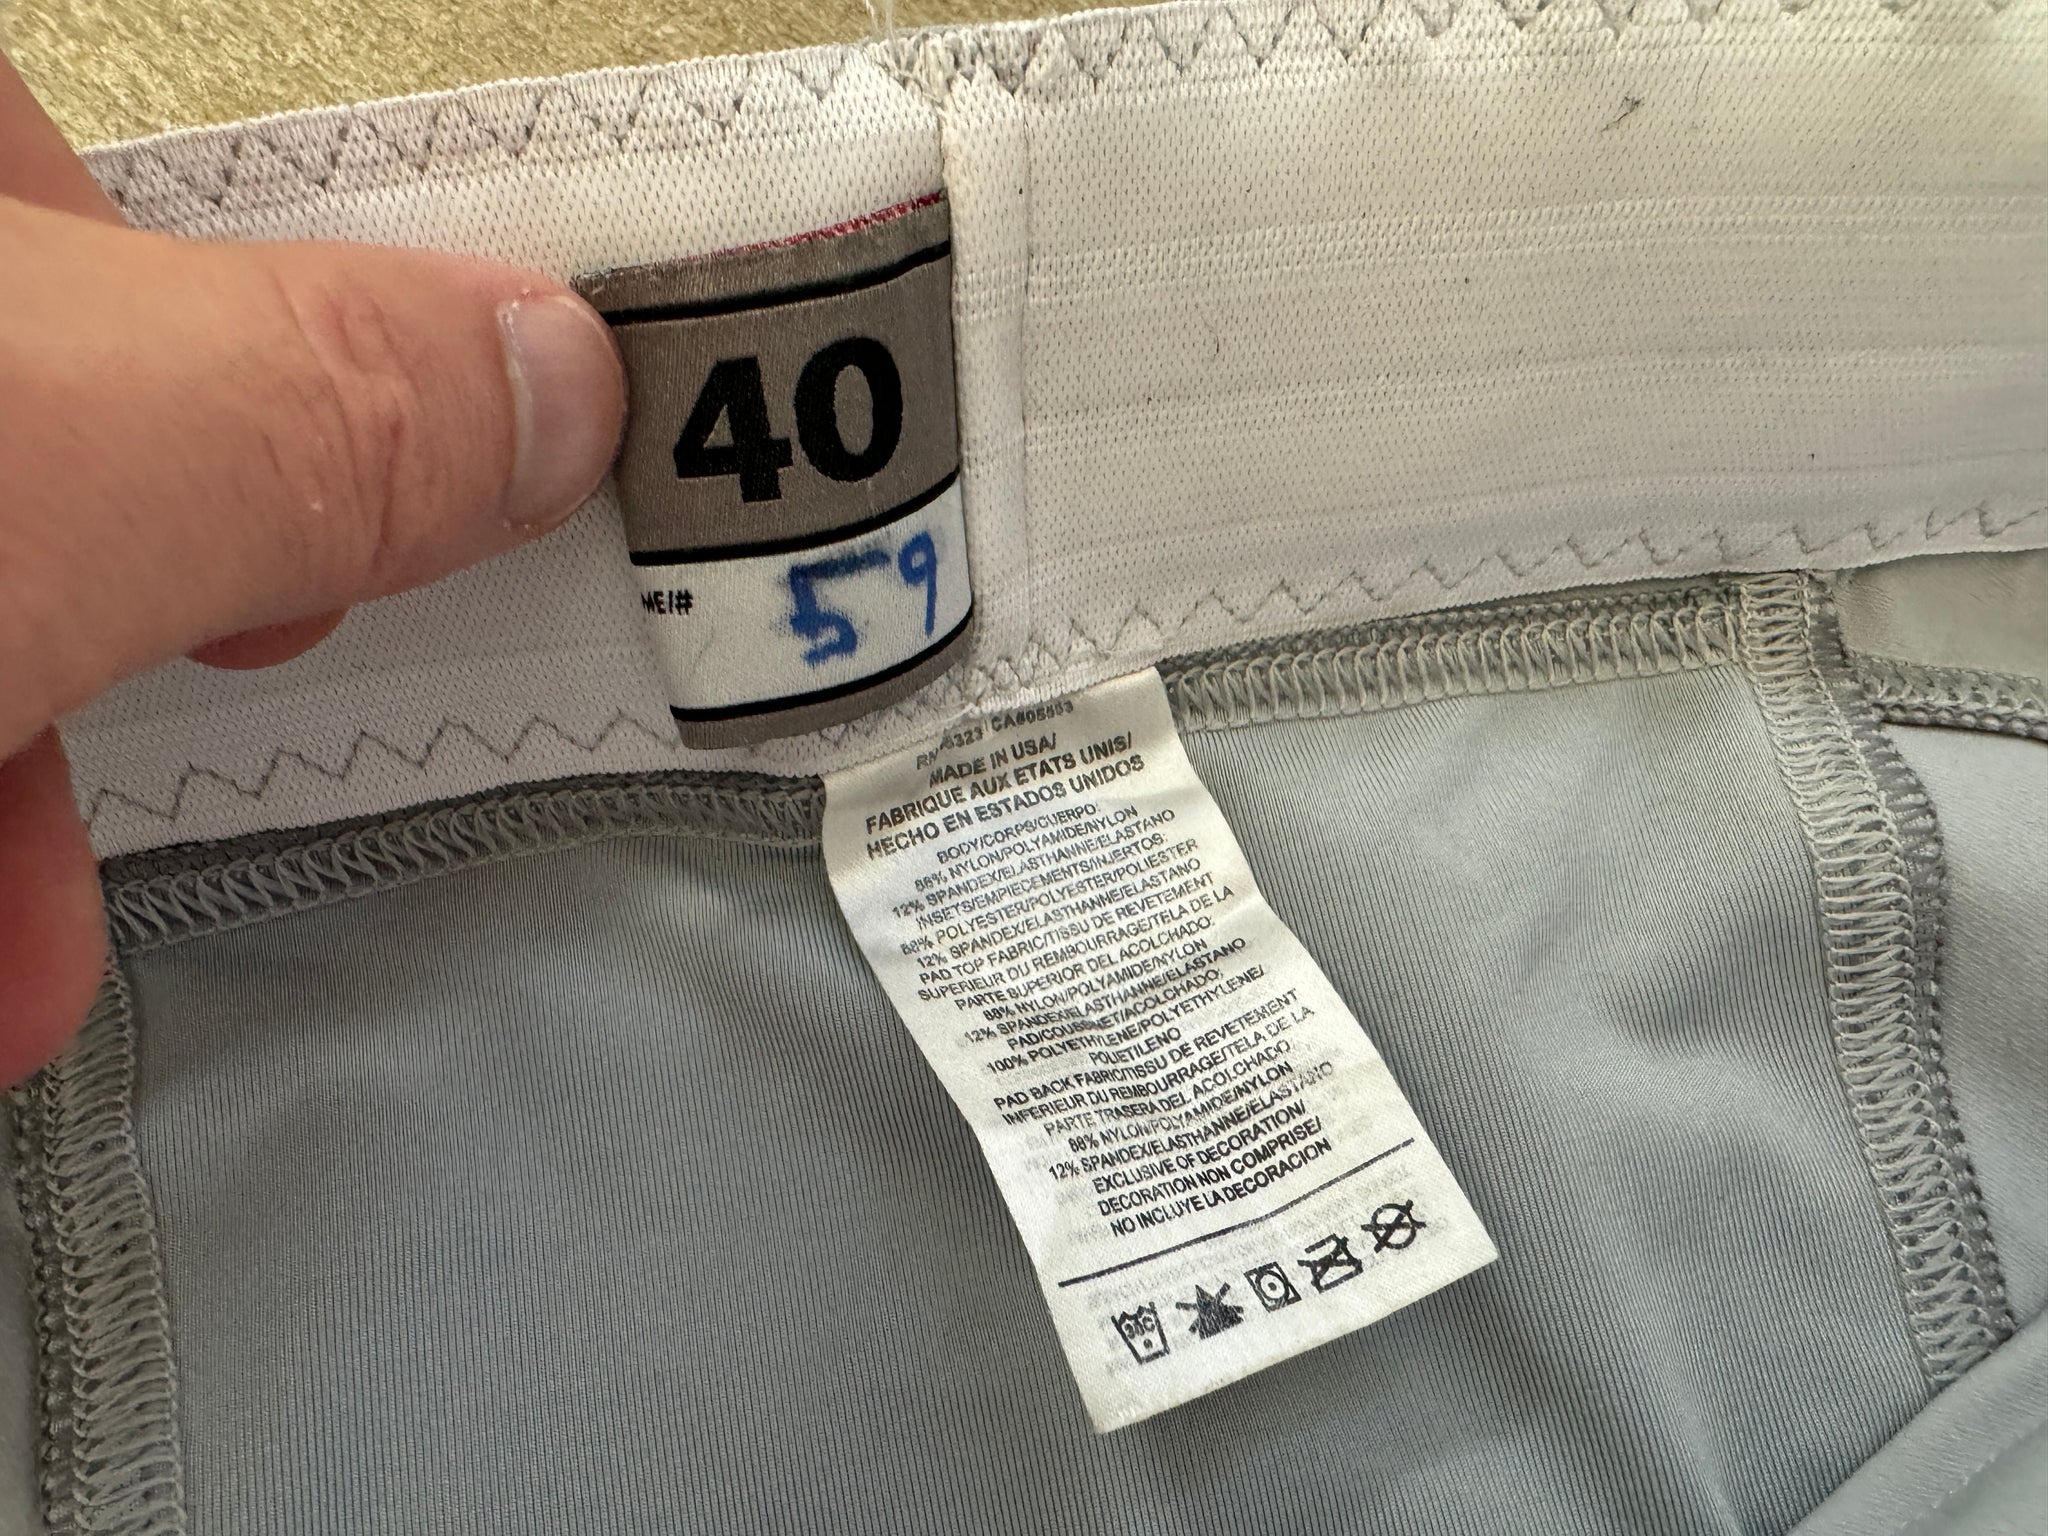 40
ME/# 59
CA605553
MADE IN USA/
FABRIQUE AUX ETATS UNIS/
HECHO EN ESTADOS UNIDOS
BODY/CORPS/CUERPO:
88% NYLON/POLYAMIDE/NYLON
12% SPANDEX/ELASTHANNE/ELASTANO
INSETS/EMPIECEMENTS/INJERTOS:
88% POLYESTER/POLYESTER/POLIESTER
12% SPANDEX/ELASTHANNE/ELASTANO
PAD TOP FABRIC/TISSU DE REVETEMENT
SUPERIEUR DU REMBOURRAGE/TELA DE LA
PARTE SUPERIOR DEL ACOLCHADO:
88% NYLON/POLYAMIDE/NYLON
12% SPANDEX/ELASTHANNE/ELASTANO
PAD/COUSSINET/ACOLCHADO:
100% POLYETHYLENE/POLYETHYLENE/
POLIETILENO
PAD BACK FABRIC/TISSU DE REVETEMENT
INFERIEUR DU REMBOURRAGE/TELA DE LA
PARTE TRASERA DEL ACOLCHADO
88% NYLON/POLYAMIDE/NYLON
12% SPANDEX/ELASTHANNE/ELASTANO
EXCLUSIVE OF DECORATION/
DECORATION NON COMPRISE/
NO INCLUYE LA DECORACION
30C